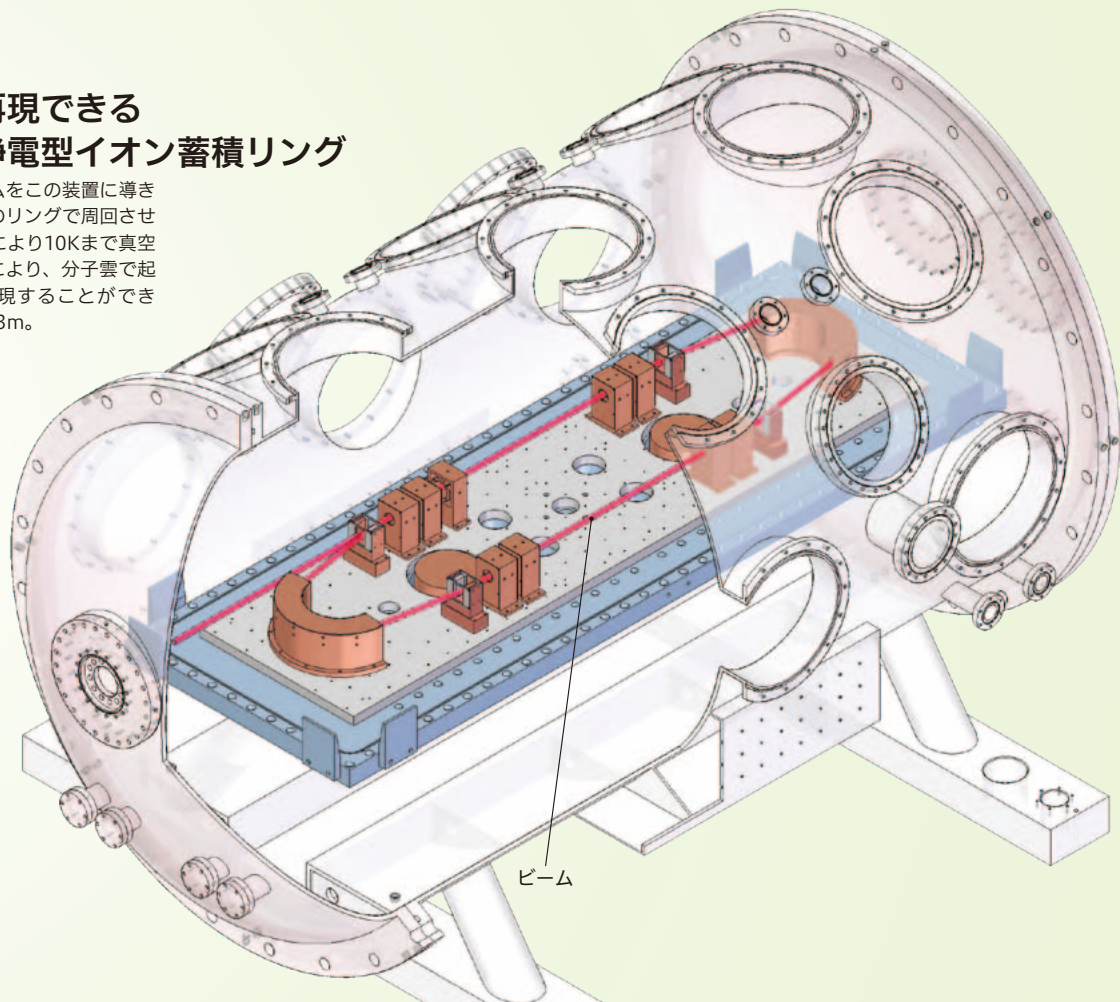 再現できる
静電型イオン蓄積リング
ムをこの装置に導き
のリングで周回させ
により10Kまで真空
により、分子雲で起
現することができ
3m。
ビーム